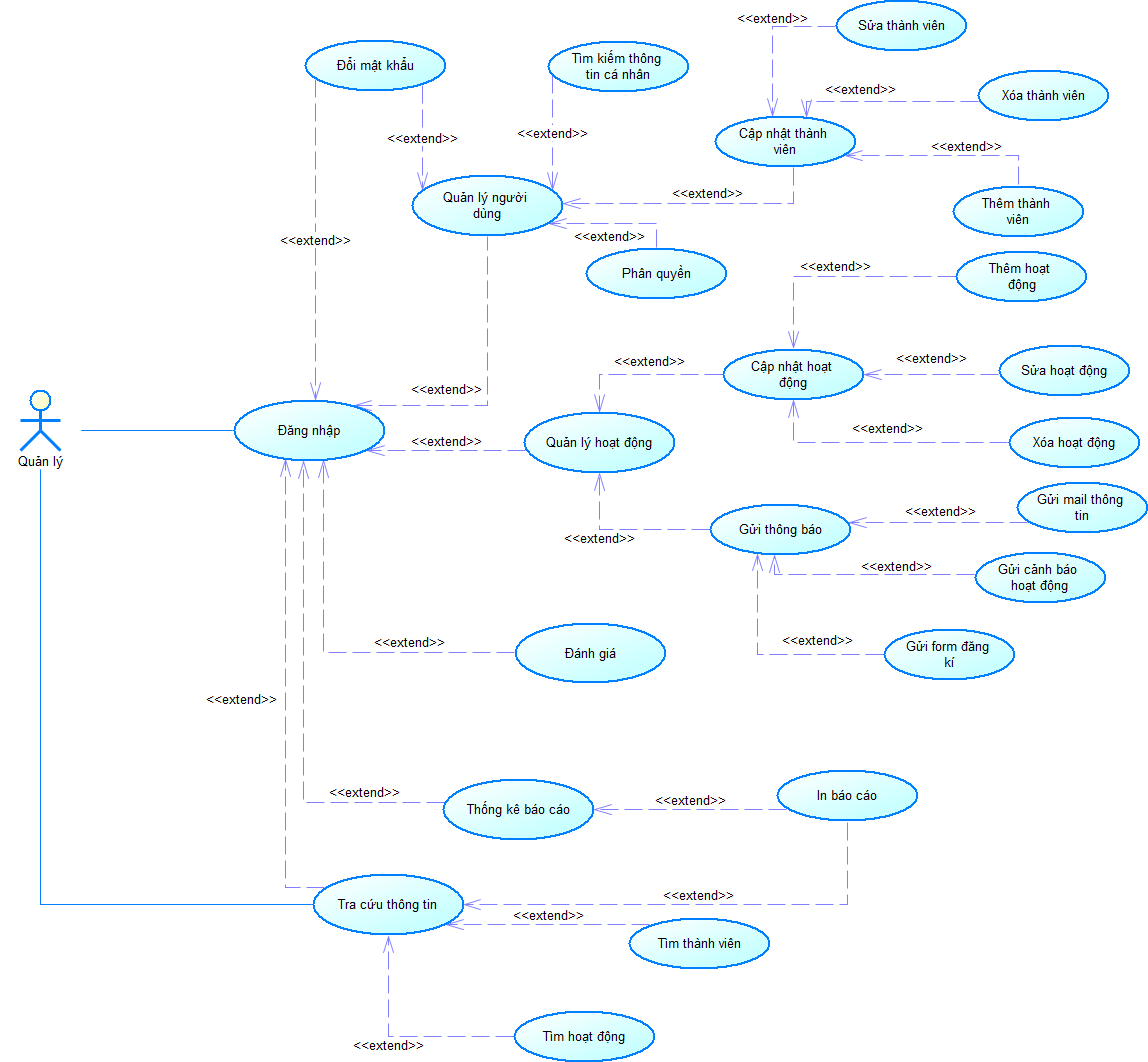 <<extend>>
Sửa thành viên
Đổi mật khẩu
Tìm kiếm thông
tin cá nhân
<<extend>>
Xóa thành viên
<<extend>>
<<extend>>
Cập nhật thành
viên
<<extend>>
<<extend>>
Quản lý người
dùng
Thêm thành
viên
<<extend>>
<<extend>>
Phân quyền
<<extend>>
Thêm hoạt
động
<<extend>>
<<extend>>
Cập nhật hoạt
động
Sửa hoạt động
<<extend>>
Quản lý
Đăng nhập
<<extend>>
Quản lý hoạt động
<<extend>>
Xóa hoạt động
Gửi mail thông
tin
<<extend>>
Gửi thông báo
<<extend>>
<<extend>>
Gửi cảnh báo
hoạt động
<<extend>>
Đánh giá
<<extend>>
Gửi form đăng
kí
<<extend>>
<<extend>>
Thống kê báo cáo
<<extend>>
In báo cáo
<<extend>>
Tra cứu thông tin
<<extend>>
Tìm thành viên
<<extend>>
Tìm hoạt động